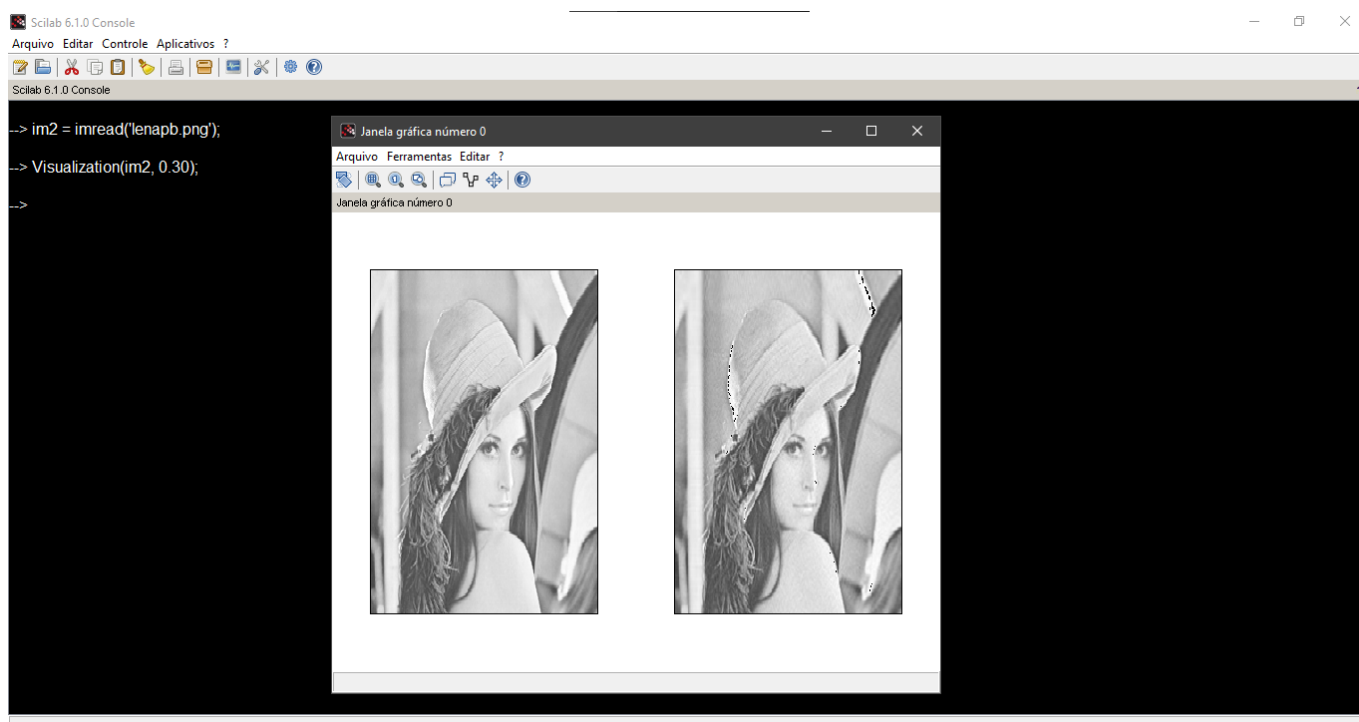 Scilab 6.1.0 Console
Arquivo Editar Controle Aplicativos ?
Scilab 6.1.0 Console
--> im2 = imread('lenapb.png');
--> Visualization(im2, 0.30);
-->
Janela gráfica número 0
Arquivo Ferramentas Editar ?
Janela gráfica número 0